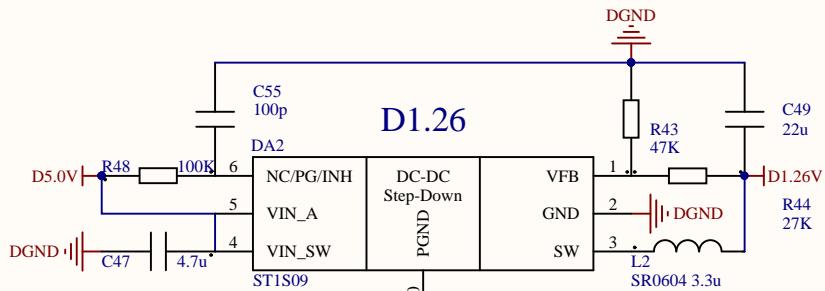 DGND
C55
100p
D1.26
C49
22u
R43
47K
DA2
R48
100K
6
NC/PG/INH
DC-DC
Step-Down
PGND
VFB
1
D5.0V
D1.26V
5
VIN_A
GND
2
DGND
R44
27K
DGND
C47
4.7u
4
VIN_SW
SW
3
L2
SR0604 3.3u
ST1S09